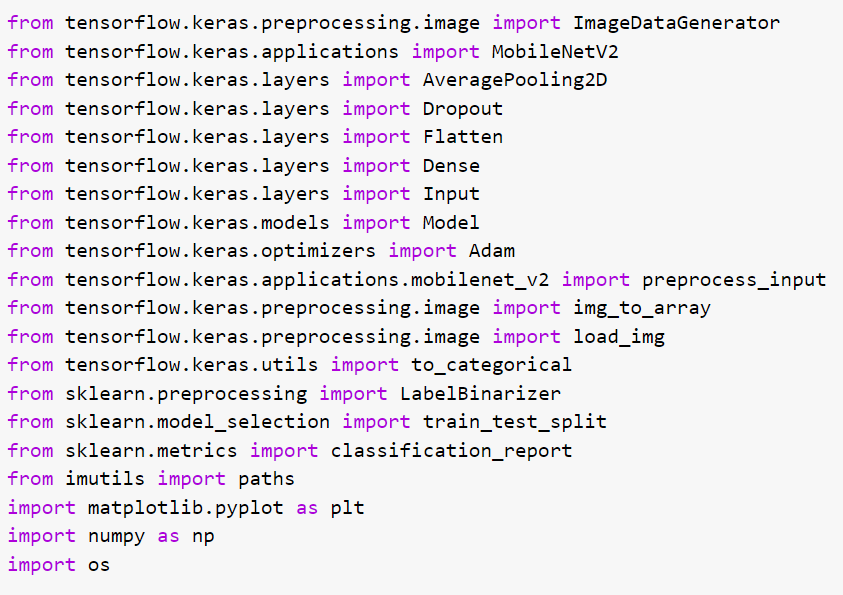 from tensorflow.keras.preprocessing.image import ImageDataGenerator
from tensorflow.keras.applications import MobileNetV2
from tensorflow.keras.layers import AveragePooling2D
from tensorflow.keras.layers import Dropout
from tensorflow.keras.layers import Flatten
from tensorflow.keras.layers import Dense
from tensorflow.keras.layers import Input
from tensorflow.keras.models import Model
from tensorflow.keras.optimizers import Adam
from tensorflow.keras.applications.mobilenet_v2 import preprocess_input
from tensorflow.keras.preprocessing.image import img_to_array
from tensorflow.keras.preprocessing.image import load_img
from tensorflow.keras.utils import to_categorical
from sklearn.preprocessing import LabelBinarizer
from sklearn.model_selection import train_test_split
from sklearn.metrics import classification_report
from imutils import paths
import matplotlib.pyplot as plt
import numpy as np
import os